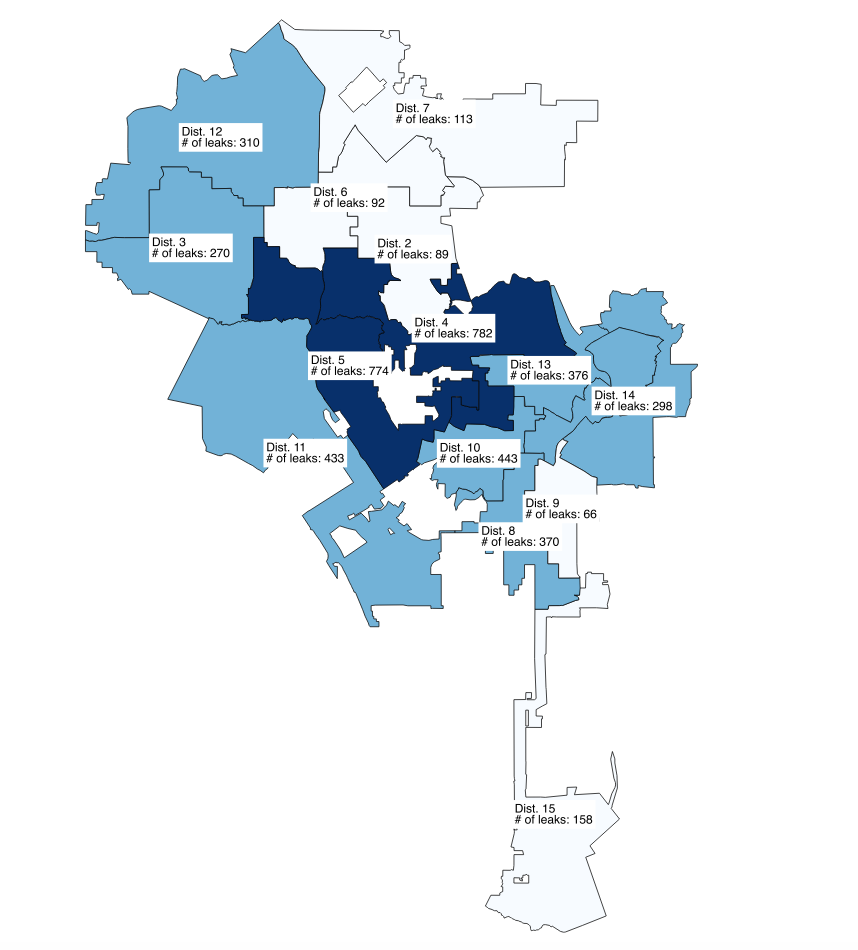 Dist. 7
# of leaks: 113
Dist. 12
# of leaks: 310
Dist. 6
# of leaks: 92
Dist. 3
# of leaks: 270
Dist. 2
# of leaks: 89
Dist. 4
# of leaks: 782
Dist. 5
# of leaks: 774
Dist. 13
# of leaks: 376
Dist. 14
# of leaks: 298
Dist. 11
# of leaks: 433
Dist. 10
# of leaks: 443
Dist. 9
# of leaks: 66
Dist. 8
# of leaks: 370
Dist. 15
# of leaks: 158